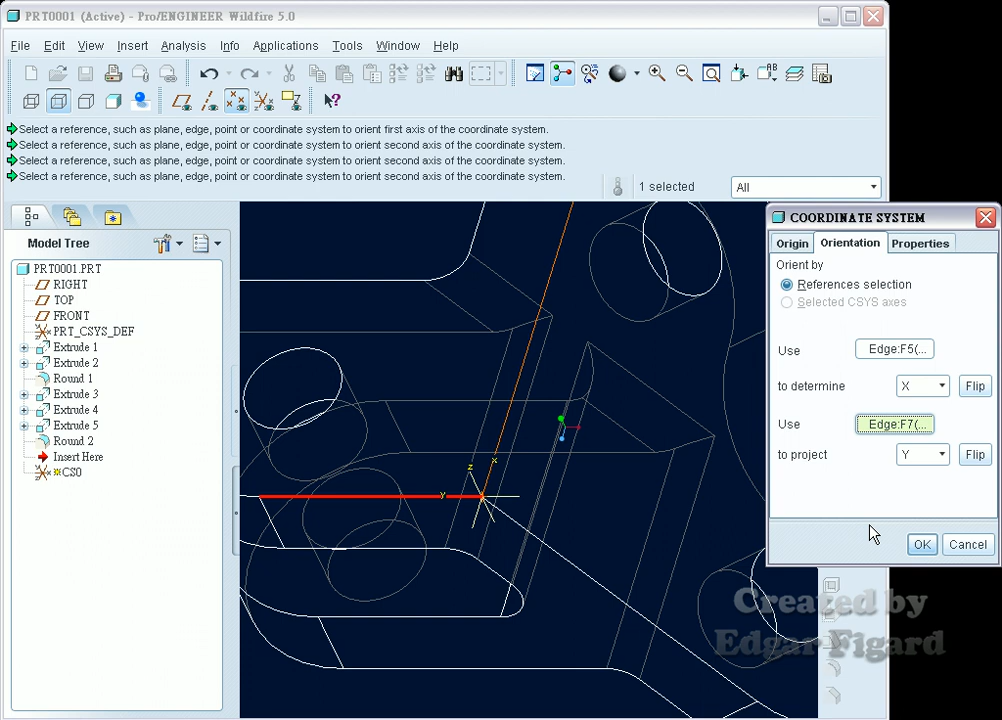 PRT0001 (Active) - Pro/ENGINEER Wildfire 5.0
File Edit View Insert Analysis Info Applications Tools Window Help
Select a reference, such as plane, edge, point or coordinate system to orient first axis of the coordinate system.
Select a reference, such as plane, edge, point or coordinate system to orient second axis of the coordinate system.
Select a reference, such as plane, edge, point or coordinate system to orient second axis of the coordinate system.
Select a reference, such as plane, edge, point or coordinate system to orient second axis of the coordinate system.
1 selected
All
Model Tree
PRT0001.PRT
RIGHT
TOP
FRONT
PRT_CSYS_DEF
Extrude 1
Extrude 2
Round 1
Extrude 3
Extrude 4
Extrude 5
Round 2
Insert Here
CS0
Z
X
Y
COORDINATE SYSTEM
Origin Orientation Properties
Orient by
References selection
Selected CSYS axes
Use Edge:F5(...
to determine X Flip
Use Edge:F7(...
to project Y Flip
OK Cancel
Created by
Edgar Figard